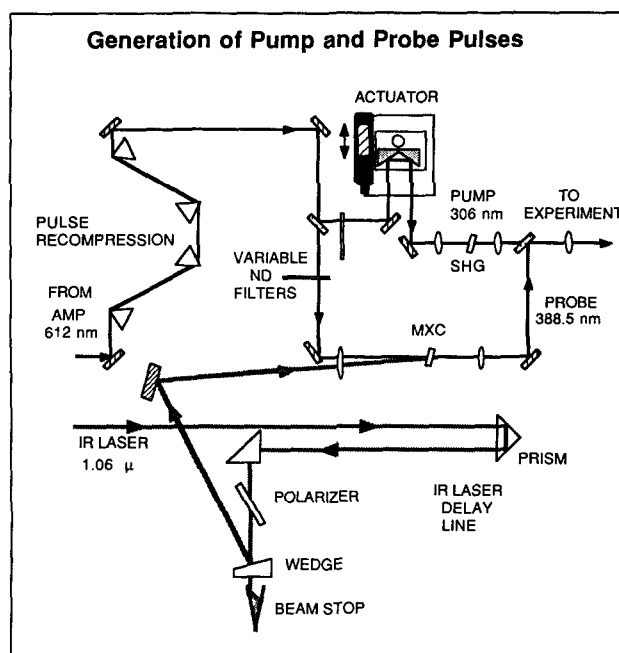 Generation of Pump and Probe Pulses
ACTUATOR
PULSE
RECOMPRESSION
PUMP
306 nm
TO
EXPERIMENT
SHG
VARIABLE
ND
FILTERS
FROM
AMP
612 nm
PROBE
388.5 nm
MXC
IR LASER
1.06 μ
PRISM
POLARIZER
IR LASER
DELAY
LINE
WEDGE
BEAM STOP